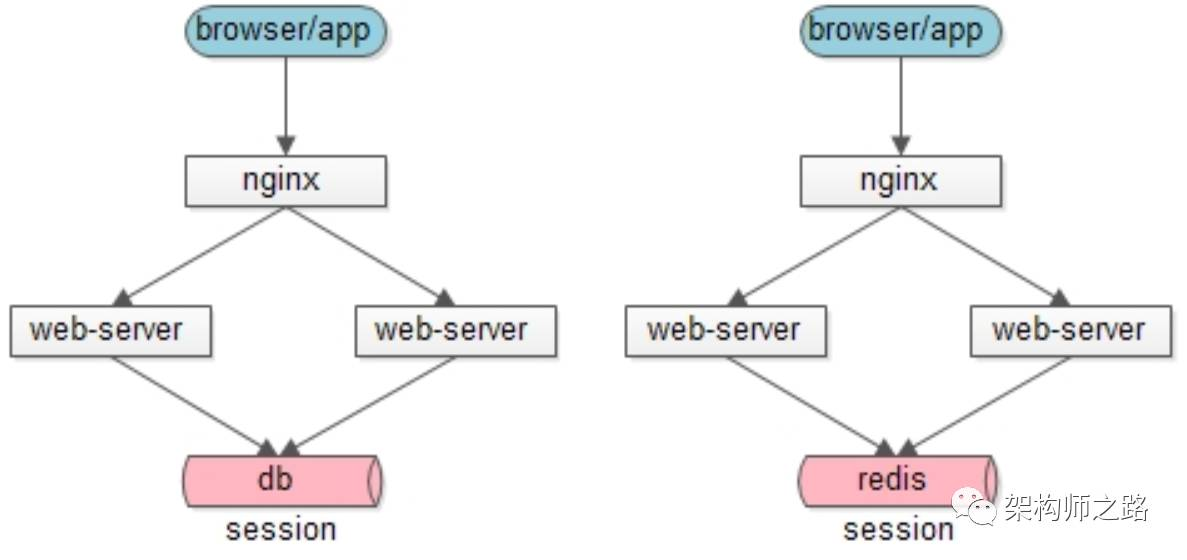 browser/app
nginx
web-server web-server
db
session
browser/app
nginx
web-server web-server
redis
session
架构师之路